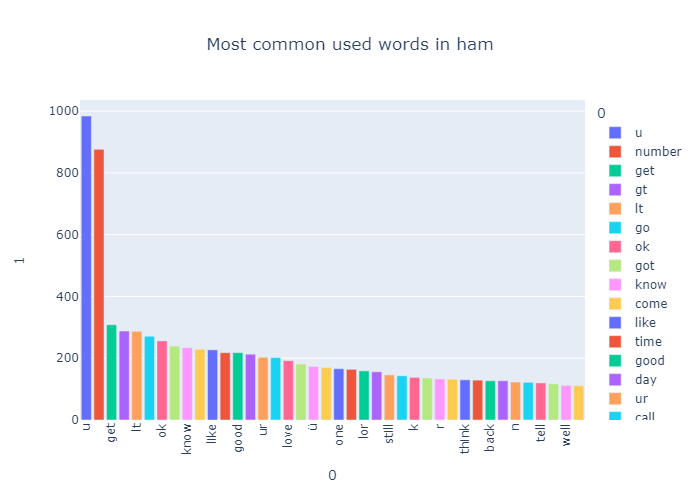 Most common used words in ham
1000
800
600
400
200
0
1
u
get
lt
ok
know
like
good
ur
love
ü
one
lor
still
k
r
think
back
n
tell
well
0
0
u
number
get
gt
lt
go
ok
got
know
come
like
time
good
day
ur
call